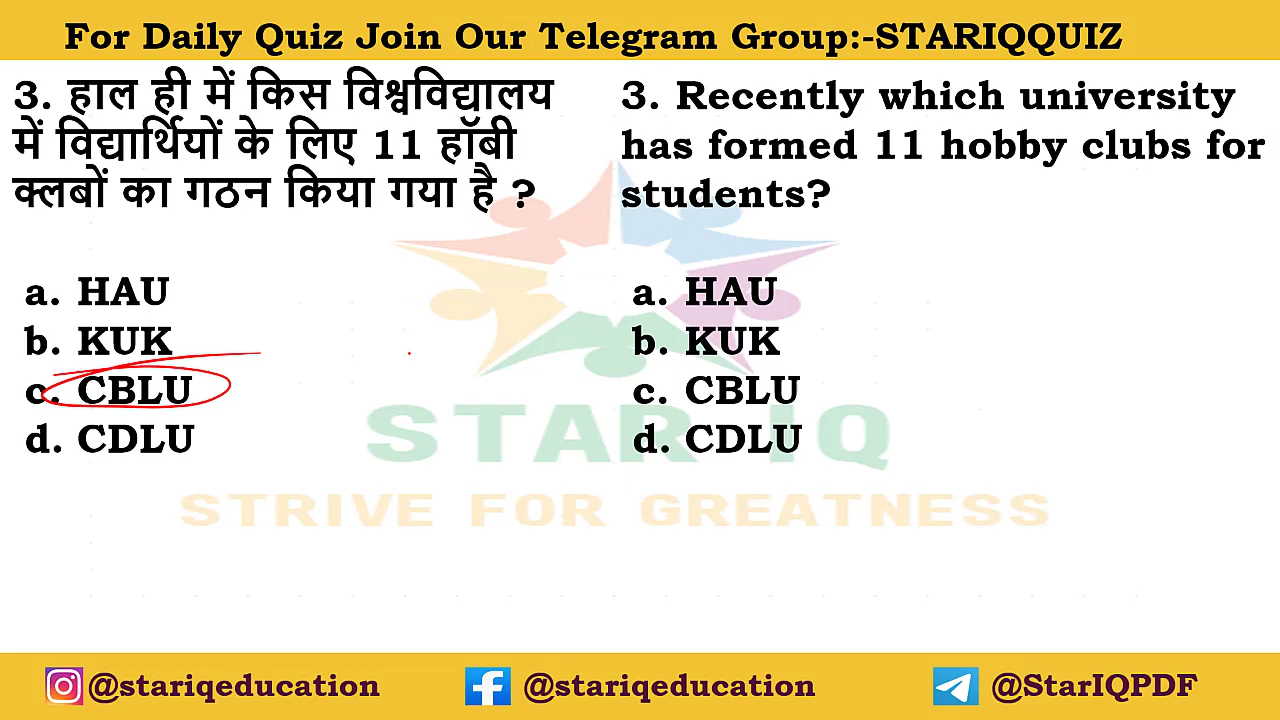 For Daily Quiz Join Our Telegram Group:-STARIQQUIZ
3. हाल ही में किस विश्वविद्यालय
में विद्यार्थियों के लिए 11 हॉबी
क्लबों का गठन किया गया है ?
a. HAU
b. KUK
c. CBLU
d. CDLU
3. Recently which university
has formed 11 hobby clubs for
students?
a. HAU
b. KUK
c. CBLU
d. CDLU
STAR IQ
STRIVE FOR GREATNESS
@stariqeducation
@stariqeducation
@StarIQPDF